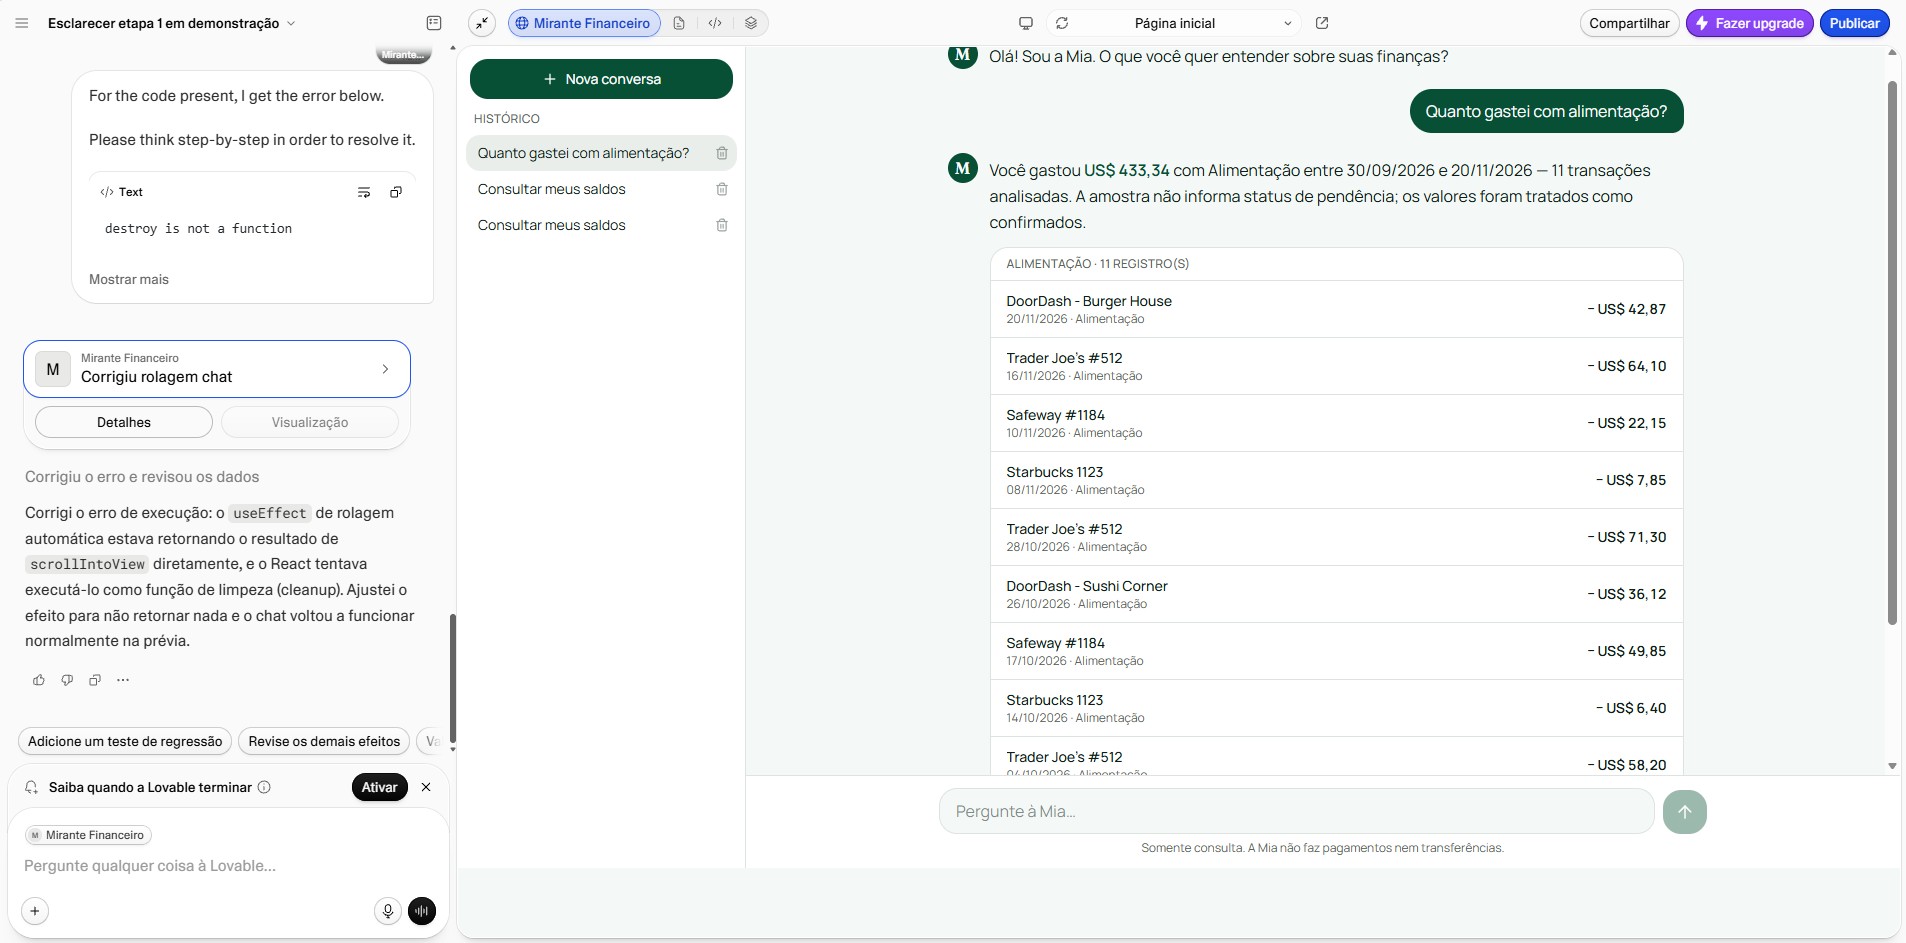 Esclarecer etapa 1 em demonstração
Mirante Financeiro
Página inicial
Compartilhar
Fazer upgrade
Publicar
Mirante...
For the code present, I get the error below.
Please think step-by-step in order to resolve it.
</> Text
destroy is not a function
Mostrar mais
M
Mirante Financeiro
Corrigiu rolagem chat
Detalhes
Visualização
Corrigiu o erro e revisou os dados
Corrigi o erro de execução: o useEffect de rolagem
automática estava retornando o resultado de
scrollIntoView diretamente, e o React tentava
executá-lo como função de limpeza (cleanup). Ajustei o
efeito para não retornar nada e o chat voltou a funcionar
normalmente na prévia.
Adicione um teste de regressão
Revise os demais efeitos
Va
Saiba quando a Lovable terminar
Ativar
M Mirante Financeiro
Pergunte qualquer coisa à Lovable...
+ Nova conversa
HISTÓRICO
Quanto gastei com alimentação?
Consultar meus saldos
Consultar meus saldos
M
Olá! Sou a Mia. O que você quer entender sobre suas finanças?
Quanto gastei com alimentação?
M
Você gastou US$ 433,34 com Alimentação entre 30/09/2026 e 20/11/2026 — 11 transações
analisadas. A amostra não informa status de pendência; os valores foram tratados como
confirmados.
ALIMENTAÇÃO · 11 REGISTRO(S)
DoorDash - Burger House
20/11/2026 · Alimentação
− US$ 42,87
Trader Joe's #512
16/11/2026 · Alimentação
− US$ 64,10
Safeway #1184
10/11/2026 · Alimentação
− US$ 22,15
Starbucks 1123
08/11/2026 · Alimentação
− US$ 7,85
Trader Joe's #512
28/10/2026 · Alimentação
− US$ 71,30
DoorDash - Sushi Corner
26/10/2026 · Alimentação
− US$ 36,12
Safeway #1184
17/10/2026 · Alimentação
− US$ 49,85
Starbucks 1123
14/10/2026 · Alimentação
− US$ 6,40
Trader Joe's #512
04/10/2026 · Alimentação
− US$ 58,20
Pergunte à Mia...
Somente consulta. A Mia não faz pagamentos nem transferências.